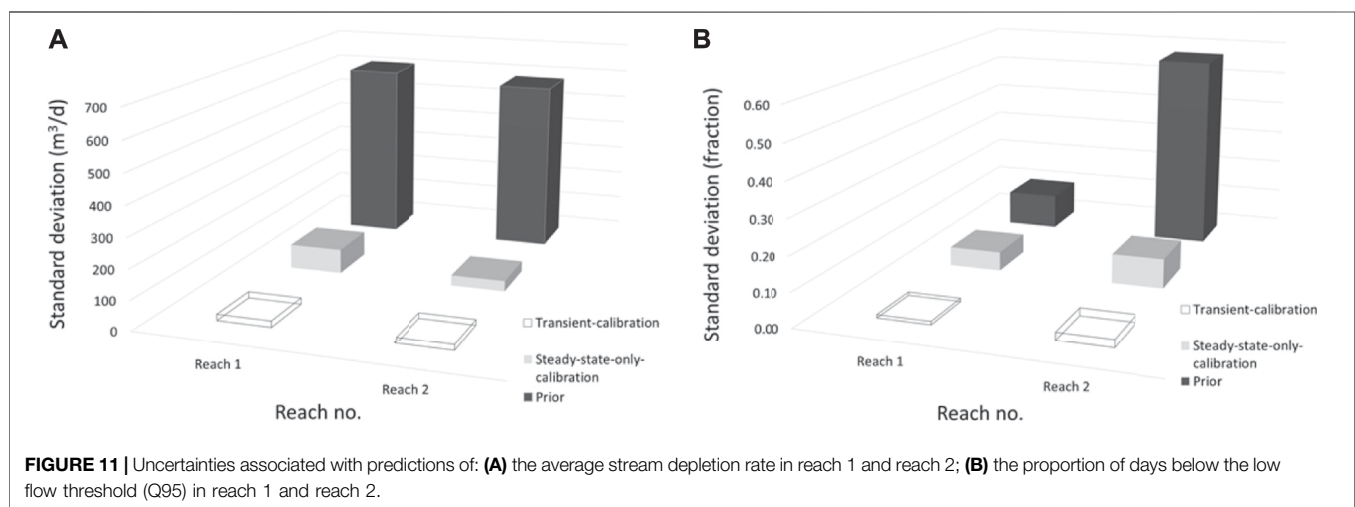 A
Standard deviation (m³/d)
700
600
500
400
300
200
100
0
Reach 1
Reach 2
Reach no.
Transient-calibration
Steady-state-only-
calibration
Prior
B
Standard deviation (fraction)
0.60
0.50
0.40
0.30
0.20
0.10
0.00
Reach 1
Reach 2
Reach no.
Transient-calibration
Steady-state-only-
calibration
Prior
FIGURE 11 | Uncertainties associated with predictions of: (A) the average stream depletion rate in reach 1 and reach 2; (B) the proportion of days below the low
flow threshold (Q95) in reach 1 and reach 2.